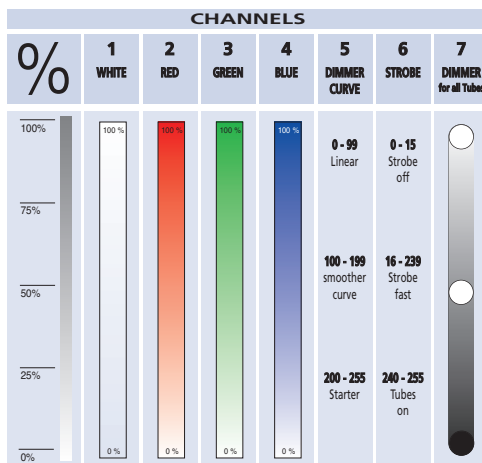 CHANNELS
%
1
WHITE
2
RED
3
GREEN
4
BLUE
5
DIMMER
CURVE
6
STROBE
7
DIMMER
for all Tubes
100%
75%
50%
25%
0%
100 %
0 %
100 %
0 %
100 %
0 %
100 %
0 %
0 - 99
Linear
100 - 199
smoother
curve
200 - 255
Starter
0 - 15
Strobe
off
16 - 239
Strobe
fast
240 - 255
Tubes
on